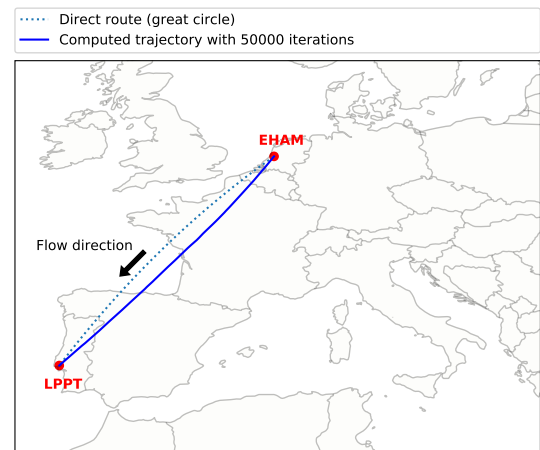 Direct route (great circle)
Computed trajectory with 50000 iterations
EHAM
Flow direction
LPPT